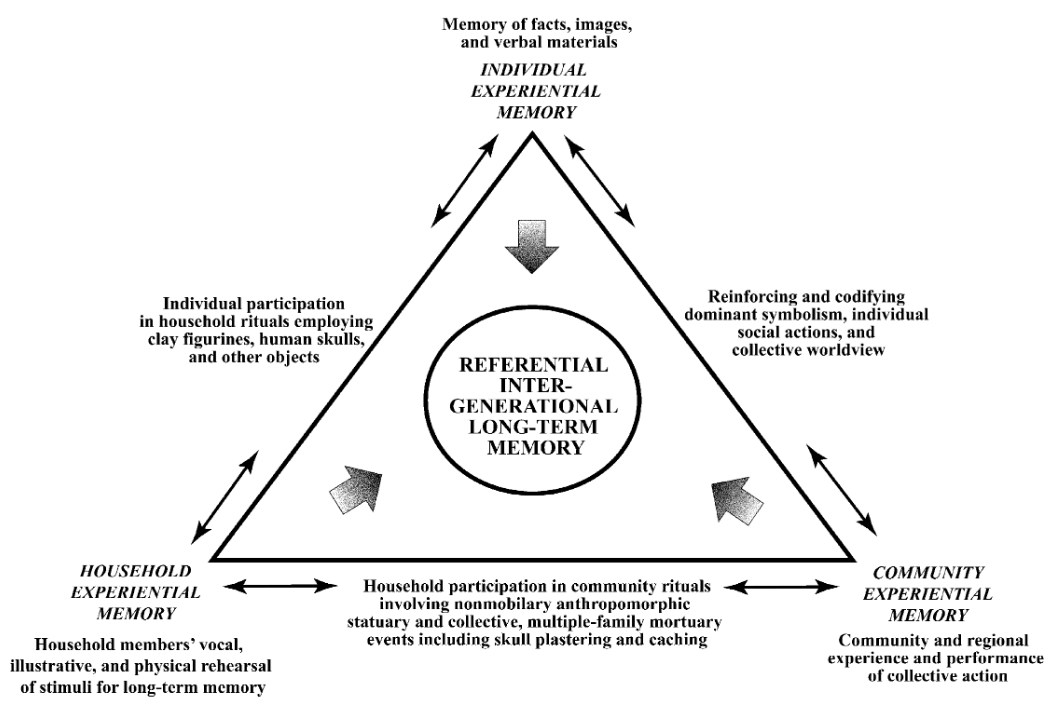 Memory of facts, images,
and verbal materials
INDIVIDUAL
EXPERIENTIAL
MEMORY
Individual participation
in household rituals employing
clay figurines, human skulls,
and other objects
Reinforcing and codifying
dominant symbolism, individual
social actions, and
collective worldview
REFERENTIAL
INTER-
GENERATIONAL
LONG-TERM
MEMORY
HOUSEHOLD
EXPERIENTIAL
MEMORY
Household members’ vocal,
illustrative, and physical rehearsal
of stimuli for long-term memory
Household participation in community rituals
involving nonmobilary anthropomorphic
statuary and collective, multiple-family mortuary
events including skull plastering and caching
COMMUNITY
EXPERIENTIAL
MEMORY
Community and regional
experience and performance
of collective action